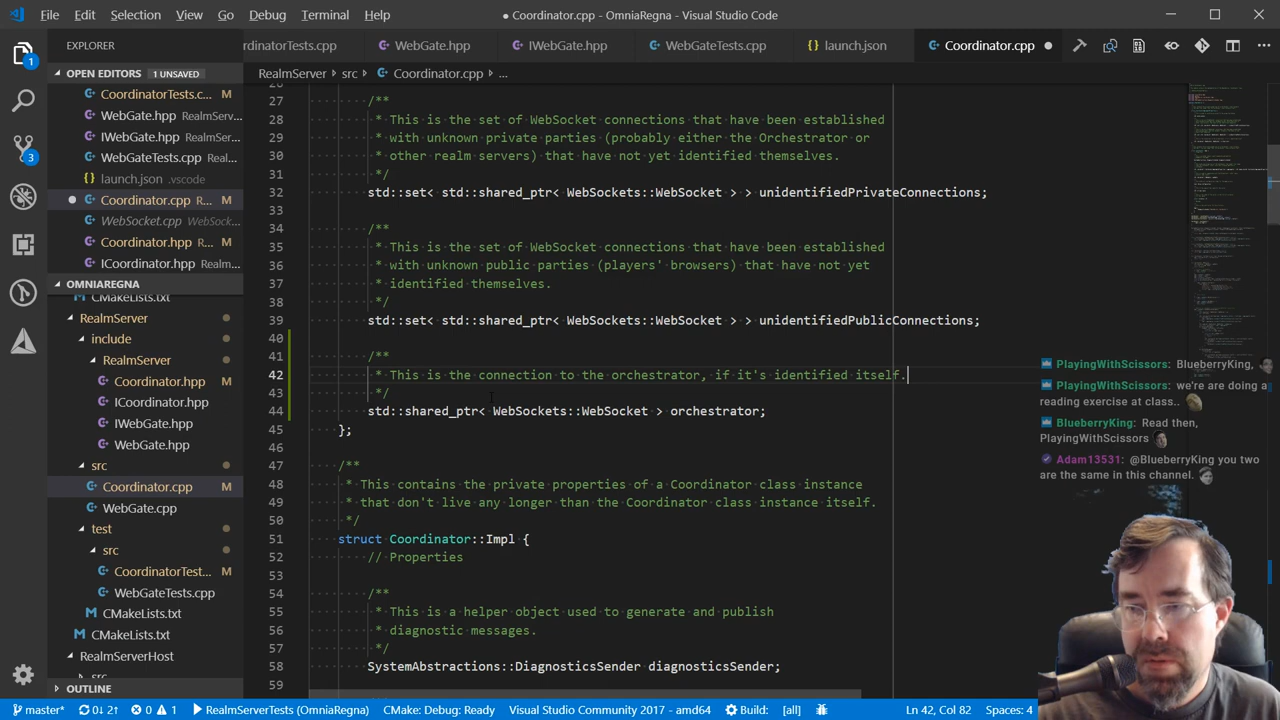 File Edit Selection View Go Debug Terminal Help
● Coordinator.cpp - OmniaRegna - Visual Studio Code
EXPLORER
rdinatorTests.cpp WebGate.hpp IWebGate.hpp WebGateTests.cpp launch.json Coordinator.cpp ●
OPEN EDITORS 1 UNSAVED
RealmServer › src › Coordinator.cpp › ...
CoordinatorTests.c... M
WebGate.hpp RealmServ...
IWebGate.hpp RealmServ...
WebGateTests.cpp Real...
launch.json .vscode
Coordinator.cpp R... M
WebSocket.cpp WebSocke...
Coordinator.hpp R... M
ICoordinator.hpp Realm...
OMNIAREGNA
CMakeLists.txt
RealmServer
include
RealmServer
Coordinator.hpp M
ICoordinator.hpp
IWebGate.hpp
WebGate.hpp
src
Coordinator.cpp M
WebGate.cpp
test
src
CoordinatorTest... M
WebGateTests.cpp
CMakeLists.txt
CMakeLists.txt
RealmServerHost
src
OUTLINE
26
27 /**
28 * This is the set of WebSocket connections that have been established
29 * with unknown private parties (probably either the Orchestrator or
30 * other realm servers) that have not yet identified themselves.
31 */
32 std::set< std::shared_ptr< WebSockets::WebSocket > > unidentifiedPrivateConnections;
33
34 /**
35 * This is the set of WebSocket connections that have been established
36 * with unknown public parties (players' browsers) that have not yet
37 * identified themselves.
38 */
39 std::set< std::shared_ptr< WebSockets::WebSocket > > unidentifiedPublicConnections;
40
41 /**
42 * This is the connection to the orchestrator, if it's identified itself.
43 */
44 std::shared_ptr< WebSockets::WebSocket > orchestrator;
45 };
46
47 /**
48 * This contains the private properties of a Coordinator class instance
49 * that don't live any longer than the Coordinator class instance itself.
50 */
51 struct Coordinator::Impl {
52 // Properties
53
54 /**
55 * This is a helper object used to generate and publish
56 * diagnostic messages.
57 */
58 SystemAbstractions::DiagnosticsSender diagnosticsSender;
59
PlayingWithScissors: BlueberryKing,
PlayingWithScissors: we're are doing a
reading exercise at class..
BlueberryKing: Read then,
PlayingWithScissors
Adam13531: @BlueberryKing you two
are the same in this channel.
1
3
master* 0↓ 2↑ 0 1 RealmServerTests (OmniaRegna) CMake: Debug: Ready Visual Studio Community 2017 - amd64 Build: [all] Ln 42, Col 82 Spaces: 4